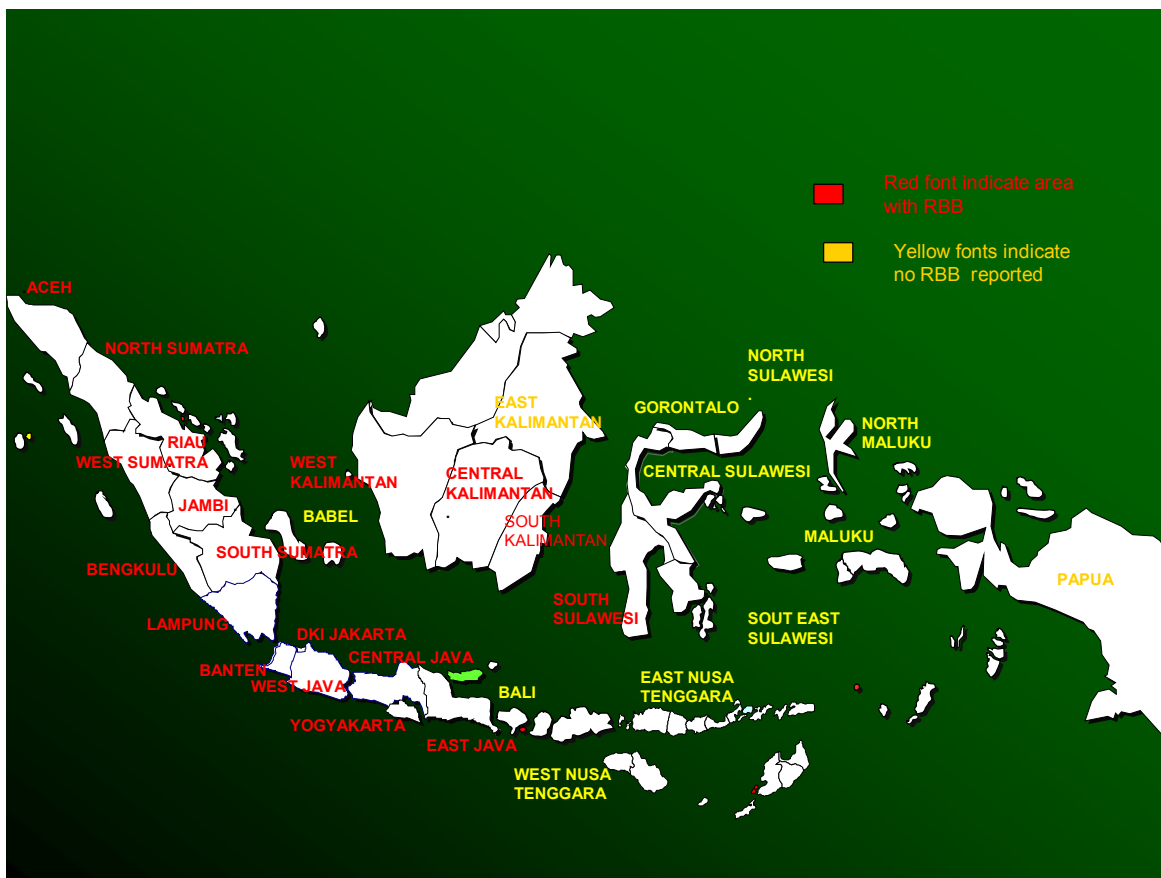 Red font indicate area
with RBB
Yellow fonts indicate
no RBB reported
ACEH
NORTH SUMATRA
NORTH
SULAWESI
EAST
KALIMANTAN
GORONTALO
NORTH
MALUKU
RIAU
WEST SUMATRA
WEST
KALIMANTAN
CENTRAL
KALIMANTAN
CENTRAL SULAWESI
JAMBI
BABEL
SOUTH
KALIMANTAN
MALUKU
SOUTH SUMATRA
BENGKULU
PAPUA
SOUTH
SULAWESI
SOUT EAST
SULAWESI
LAMPUNG
DKI JAKARTA
CENTRAL JAVA
BANTEN
WEST JAVA
BALI
EAST NUSA
TENGGARA
YOGYAKARTA
EAST JAVA
WEST NUSA
TENGGARA